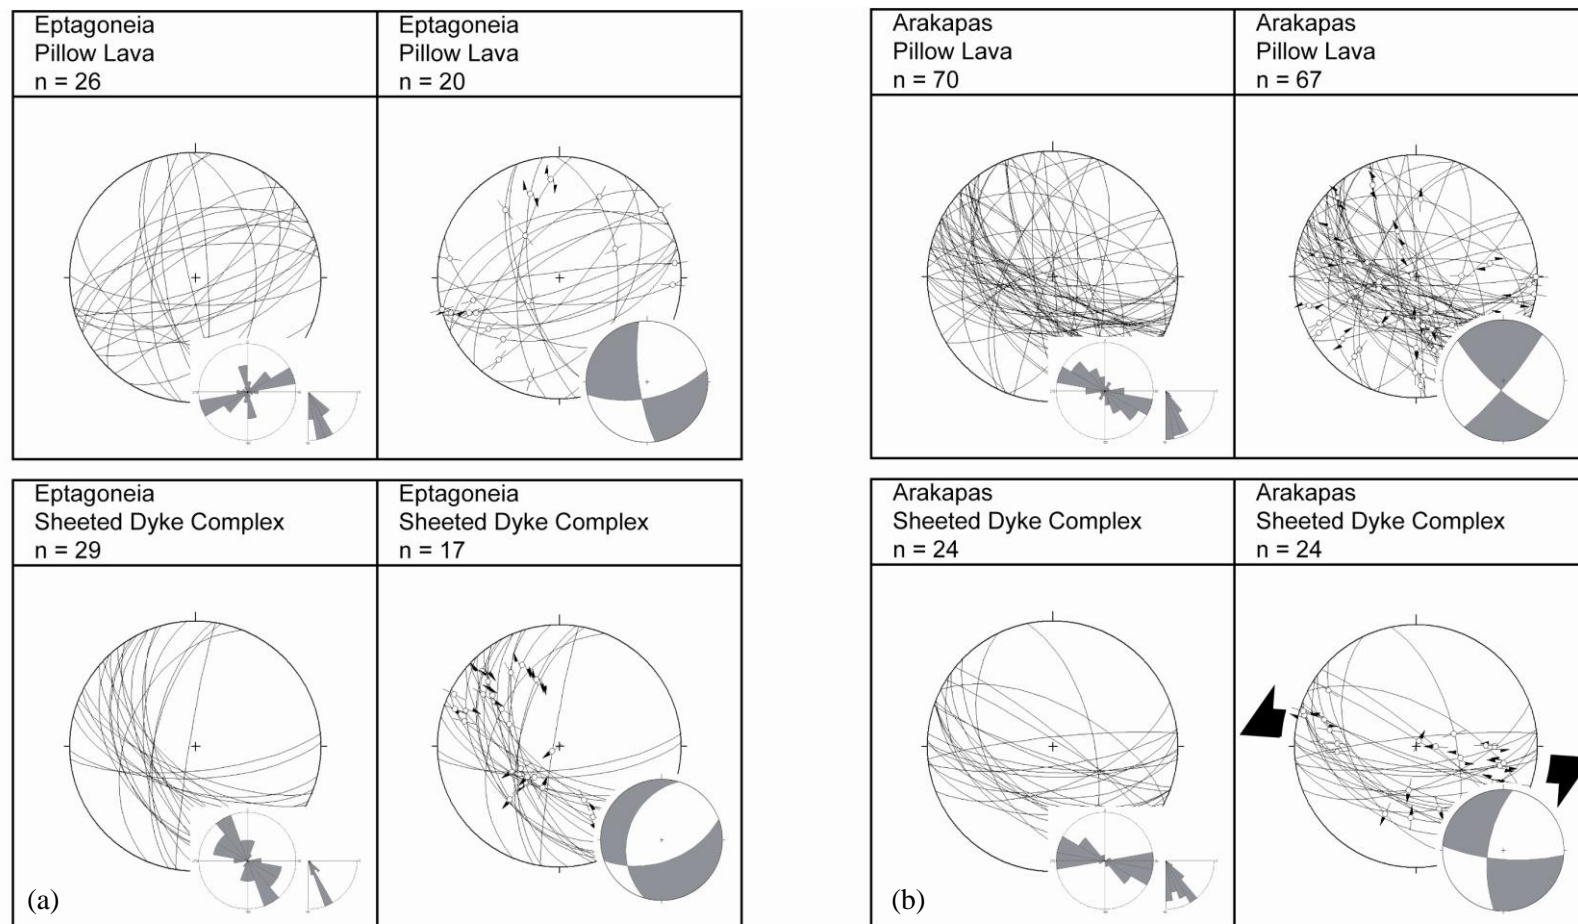 Eptagoneia
Pillow Lava
n = 26
Eptagoneia
Pillow Lava
n = 20
Eptagoneia
Sheeted Dyke Complex
n = 29
Eptagoneia
Sheeted Dyke Complex
n = 17
(a)
Arakapas
Pillow Lava
n = 70
Arakapas
Pillow Lava
n = 67
Arakapas
Sheeted Dyke Complex
n = 24
Arakapas
Sheeted Dyke Complex
n = 24
(b)